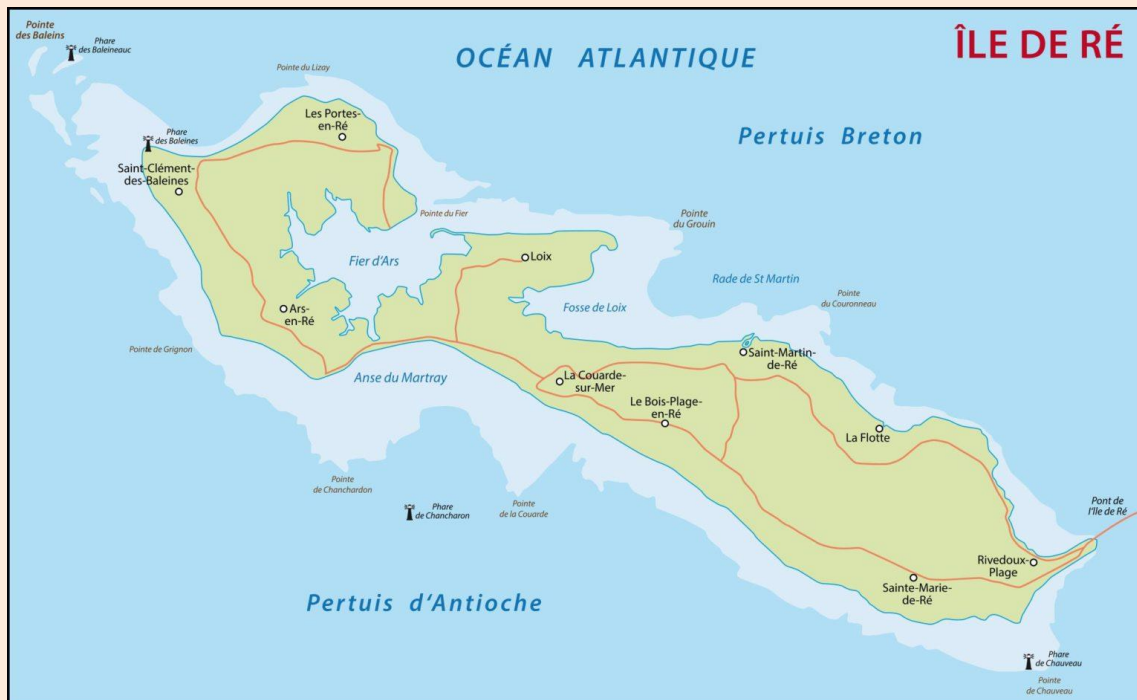 Pointe
des Baleins
Phare
des Baleineauc
OCÉAN ATLANTIQUE
ÎLE DE RÉ
Pointe du Lizay
Les Portes-
en-Ré
Pertuis Breton
Phare
des Baleines
Saint-Clément-
des-Baleines
Pointe du Fier
Pointe
du Grouin
Fier d'Ars
Loix
Rade de St Martin
Pointe
du Couronneau
Ars-
en-Ré
Fosse de Loix
Pointe de Grignon
Saint-Martin-
de-Ré
Anse du Martray
La Couarde-
sur-Mer
Le Bois-Plage-
en-Ré
La Flotte
Pointe
de Chanchardon
Phare
de Chancharon
Pointe
de la Couarde
Pont de
l'Ile de Ré
Rivedoux-
Plage
Sainte-Marie-
de-Ré
Pertuis d'Antioche
Phare
de Chauveau
Pointe
de Chauveau